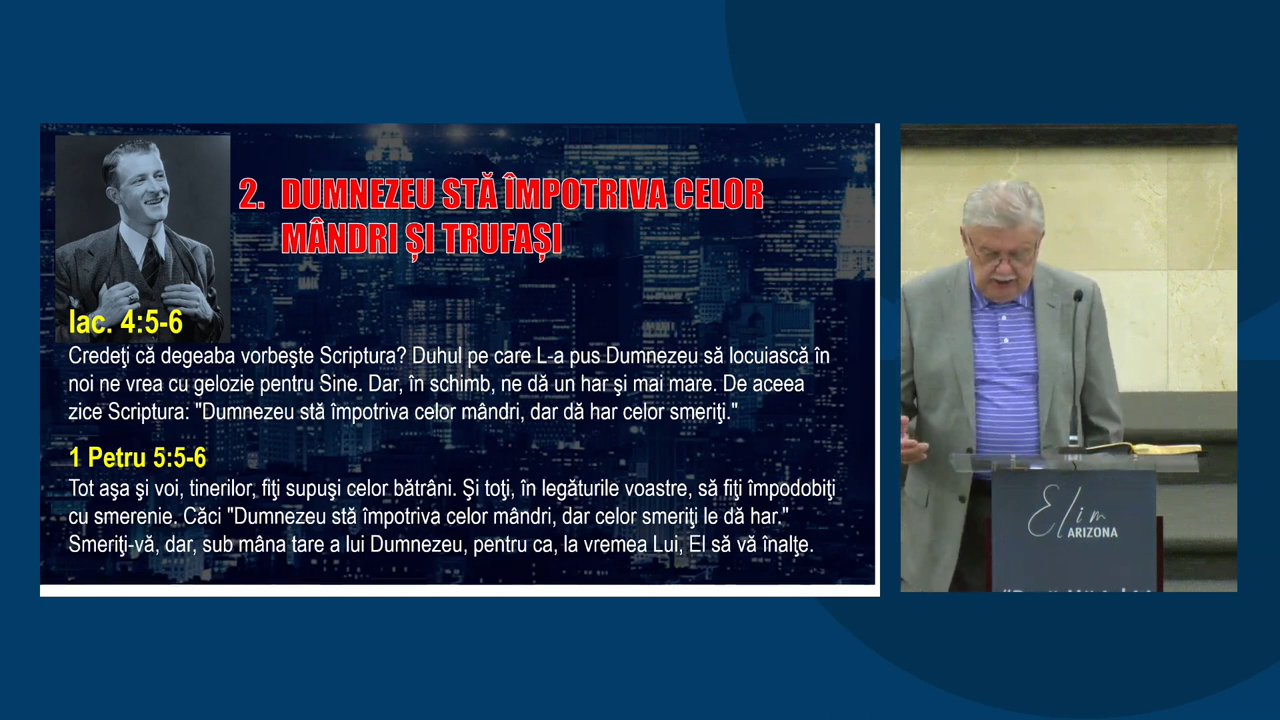 2. DUMNEZEU STĂ ÎMPOTRIVA CELOR
MÂNDRI ȘI TRUFAȘI
Iac. 4:5-6
Credeţi că degeaba vorbeşte Scriptura? Duhul pe care L-a pus Dumnezeu să locuiască în
noi ne vrea cu gelozie pentru Sine. Dar, în schimb, ne dă un har şi mai mare. De aceea
zice Scriptura: "Dumnezeu stă împotriva celor mândri, dar dă har celor smeriţi."
1 Petru 5:5-6
Tot aşa şi voi, tinerilor, fiţi supuşi celor bătrâni. Şi toţi, în legăturile voastre, să fiţi împodobiţi
cu smerenie. Căci "Dumnezeu stă împotriva celor mândri, dar celor smeriţi le dă har."
Smeriţi-vă, dar, sub mâna tare a lui Dumnezeu, pentru ca, la vremea Lui, El să vă înalţe.
Elim
ARIZONA